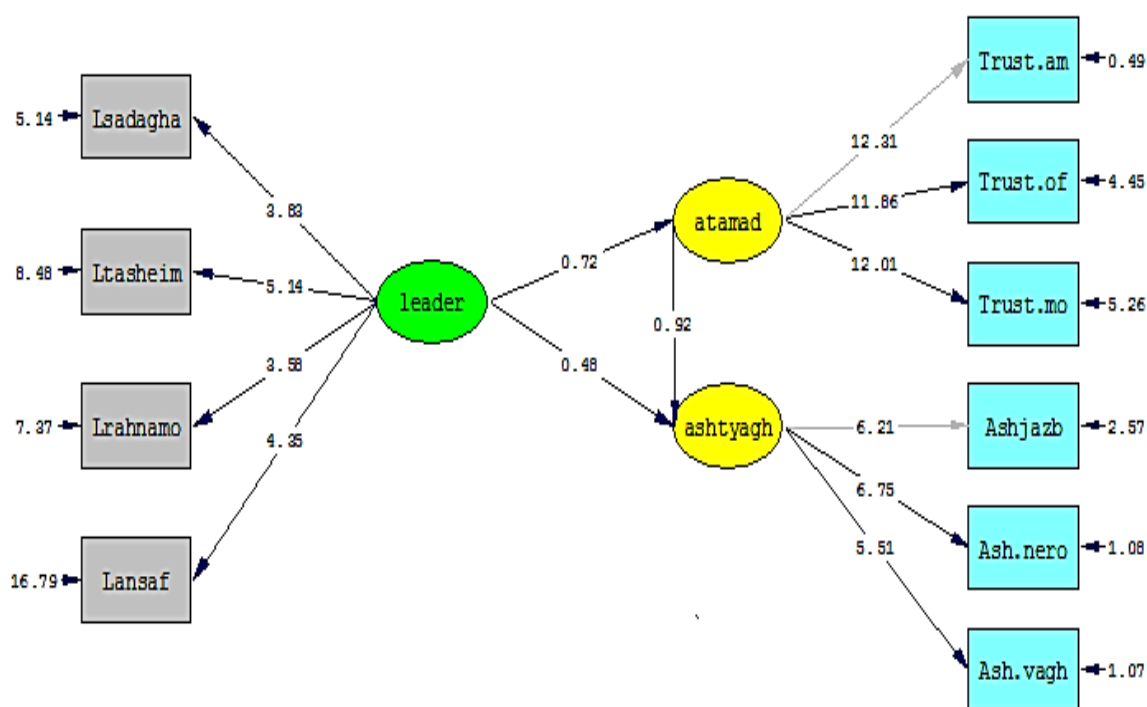 5.14
Lsadagha
8.48
Ltasheim
7.37
Lrahnamo
16.79
Lansaf
3.83
5.14
3.58
4.35
leader
0.72
0.48
atamad
0.92
ashtyagh
12.31
11.86
12.01
6.21
6.75
5.51
Trust.am
0.49
Trust.of
4.45
Trust.mo
5.26
Ashjazb
2.57
Ash.nero
1.08
Ash.vagh
1.07